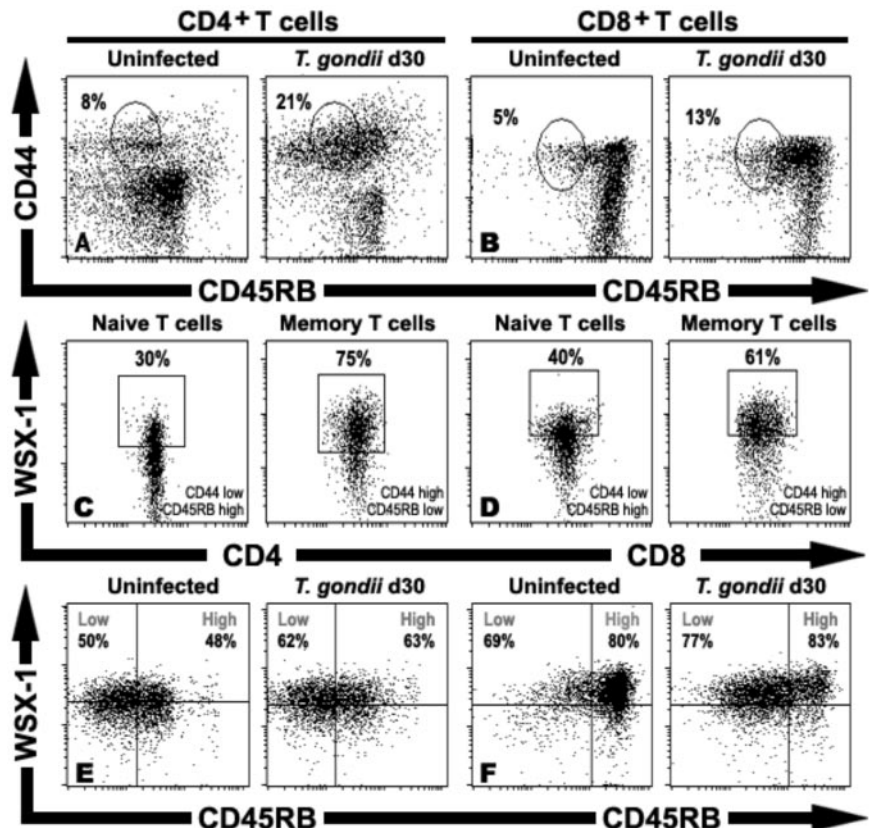 CD4+ T cells CD8+ T cells
Uninfected T. gondii d30 Uninfected T. gondii d30
8% 21% 5% 13%
CD44
A B
CD45RB CD45RB
Naive T cells Memory T cells Naive T cells Memory T cells
30% 75% 40% 61%
WSX-1
C CD44 low CD44 high D CD44 low CD44 high
CD45RB high CD45RB low CD45RB high CD45RB low
CD4 CD8
Uninfected T. gondii d30 Uninfected T. gondii d30
Low High Low High Low High Low High
50% 48% 62% 63% 69% 80% 77% 83%
WSX-1
E F
CD45RB CD45RB